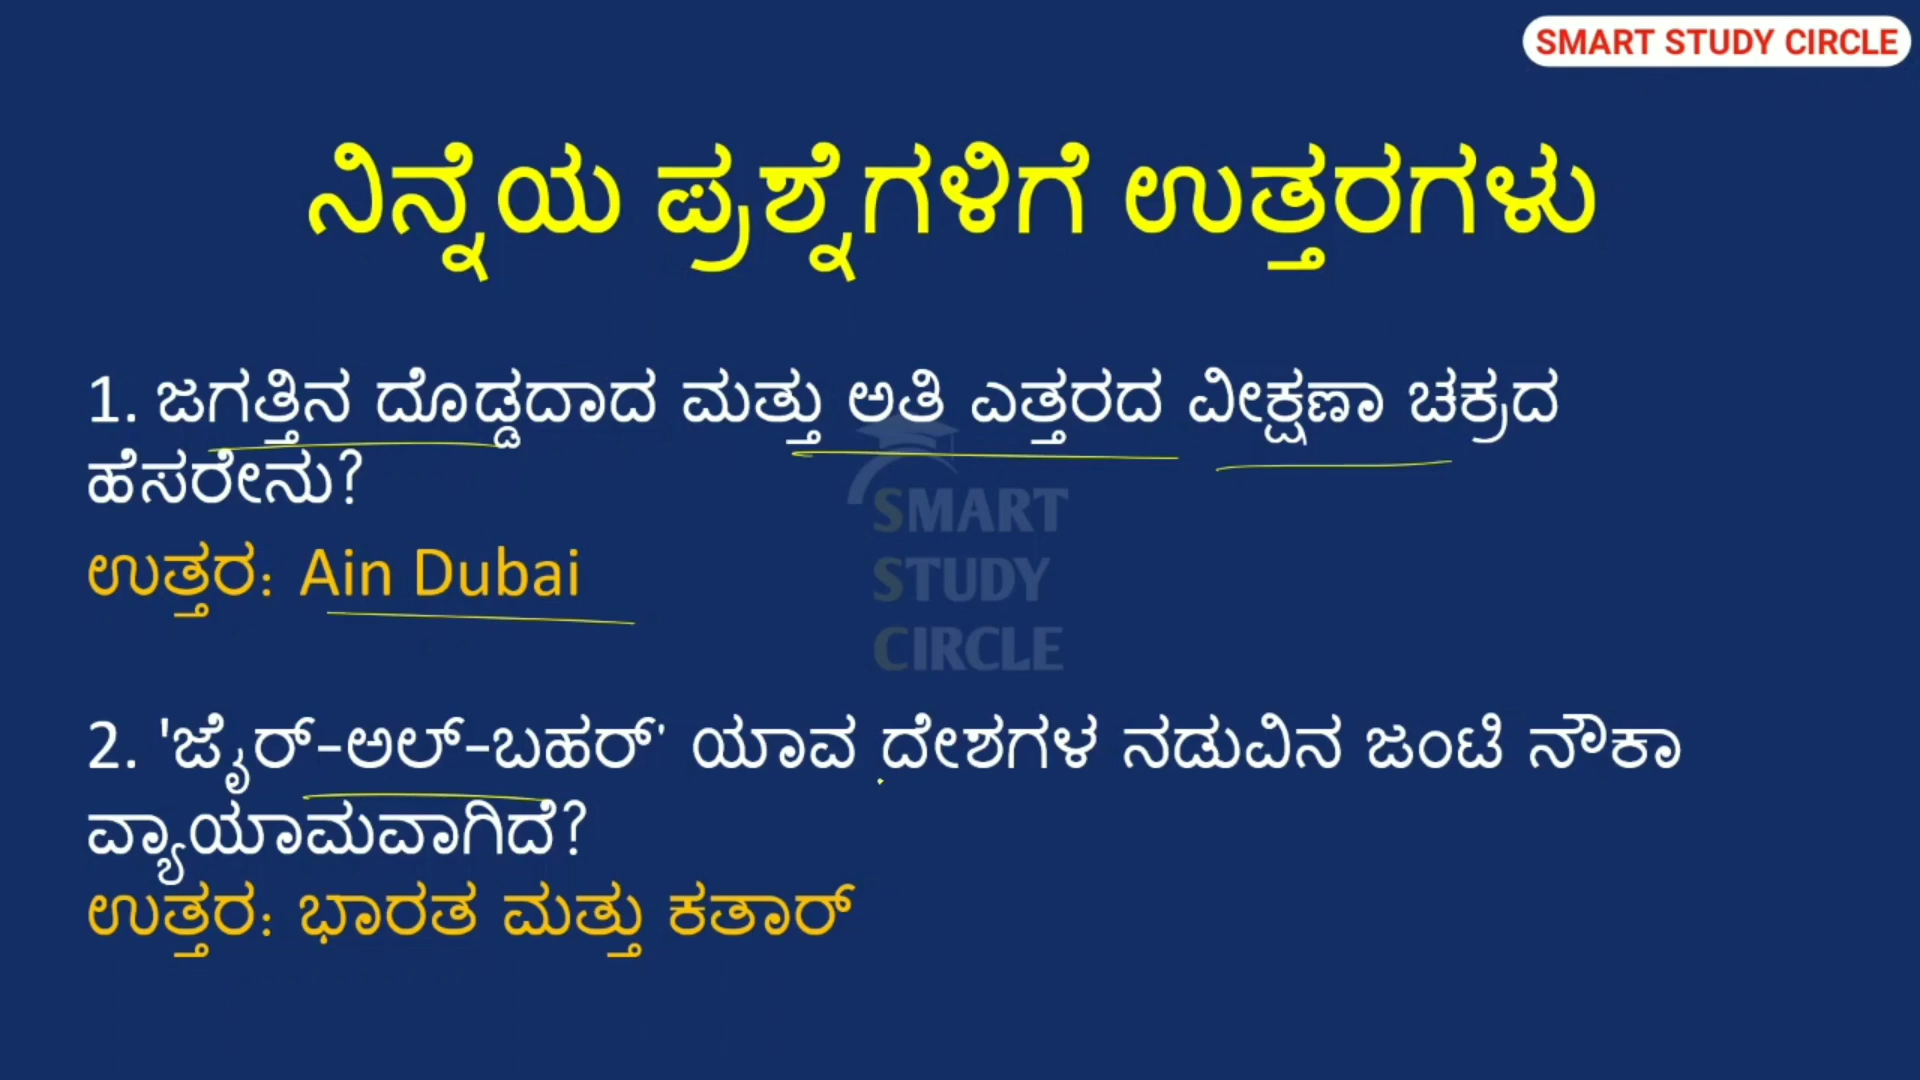 SMART STUDY CIRCLE
ನಿನ್ನೆಯ ಪ್ರಶ್ನೆಗಳಿಗೆ ಉತ್ತರಗಳು
1. ಜಗತ್ತಿನ ದೊಡ್ಡದಾದ ಮತ್ತು ಅತಿ ಎತ್ತರದ ವೀಕ್ಷಣಾ ಚಕ್ರದ
ಹೆಸರೇನು?
ಉತ್ತರ: Ain Dubai
SMART
STUDY
CIRCLE
2. 'ಜೈರ್-ಅಲ್-ಬಹರ್' ಯಾವ ದೇಶಗಳ ನಡುವಿನ ಜಂಟಿ ನೌಕಾ
ವ್ಯಾಯಾಮವಾಗಿದೆ?
ಉತ್ತರ: ಭಾರತ ಮತ್ತು ಕತಾರ್